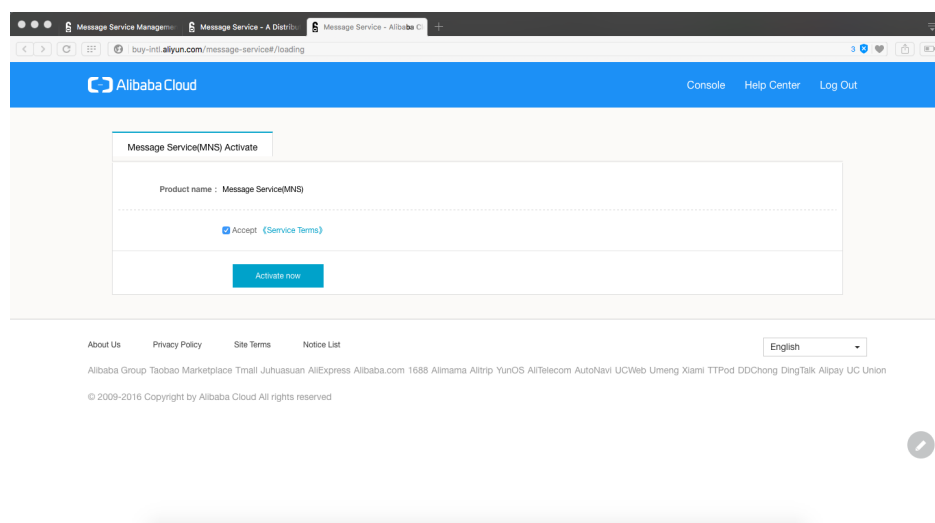 Message Service Manageme
Message Service - A Distribu
Message Service - Alibaba Cl
buy-intl.aliyun.com/message-service#/loading
3
Alibaba Cloud
Console
Help Center
Log Out
Message Service(MNS) Activate
Product name : Message Service(MNS)
Accept 《Serrvice Terms》
Activate now
About Us
Privacy Policy
Site Terms
Notice List
English
Alibaba Group Taobao Marketplace Tmall Juhuasuan AliExpress Alibaba.com 1688 Alimama Alitrip YunOS AliTelecom AutoNavi UCWeb Umeng Xiami TTPod DDChong DingTalk Alipay UC Union
© 2009-2016 Copyright by Alibaba Cloud All rights reserved